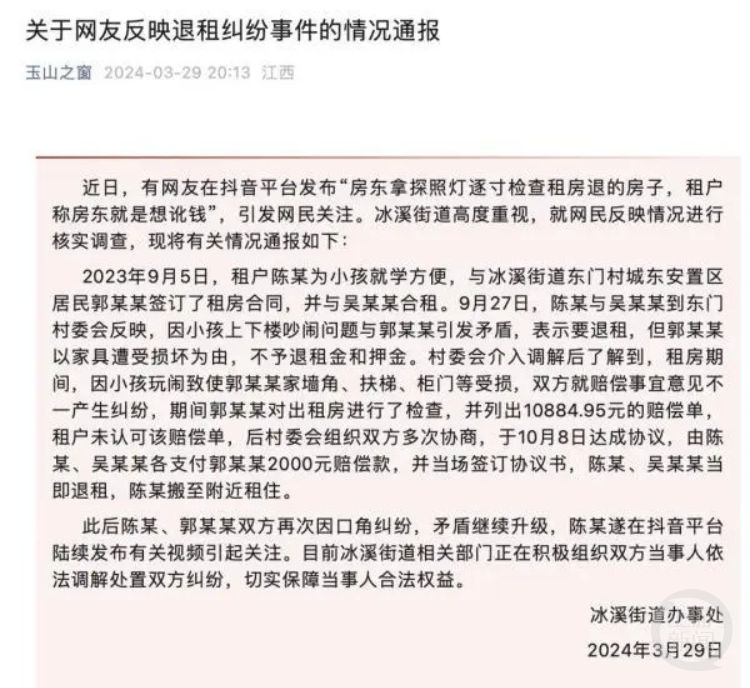 关于网友反映退租纠纷事件的情况通报
玉山之窗 2024-03-29 20:13 江西
近日，有网友在抖音平台发布“房东拿探照灯逐寸检查租房退的房子，租户
称房东就是想讹钱”，引发网民关注。冰溪街道高度重视，就网民反映情况进行
核实调查，现将有关情况通报如下：
2023年9月5日，租户陈某为小孩就学方便，与冰溪街道东门村城东安置区
居民郭某某签订了租房合同，并与吴某某合租。9月27日，陈某与吴某某到东门
村委会反映，因小孩上下楼吵闹问题与郭某某引发矛盾，表示要退租，但郭某某
以家具遭受损坏为由，不予退租金和押金。村委会介入调解后了解到，租房期
间，因小孩玩闹致使郭某某家墙角、扶梯、柜门等受损，双方就赔偿事宜意见不
一产生纠纷，期间郭某某对出租房进行了检查，并列出10884.95元的赔偿单，
租户未认可该赔偿单，后村委会组织双方多次协商，于10月8日达成协议，由陈
某、吴某某各支付郭某某2000元赔偿款，并当场签订协议书，陈某、吴某某当
即退租，陈某搬至附近租住。
此后陈某、郭某某双方再次因口角纠纷，矛盾继续升级，陈某遂在抖音平台
陆续发布有关视频引起关注。目前冰溪街道相关部门正在积极组织双方当事人依
法调解处置双方纠纷，切实保障当事人合法权益。
冰溪街道办事处
2024年3月29日